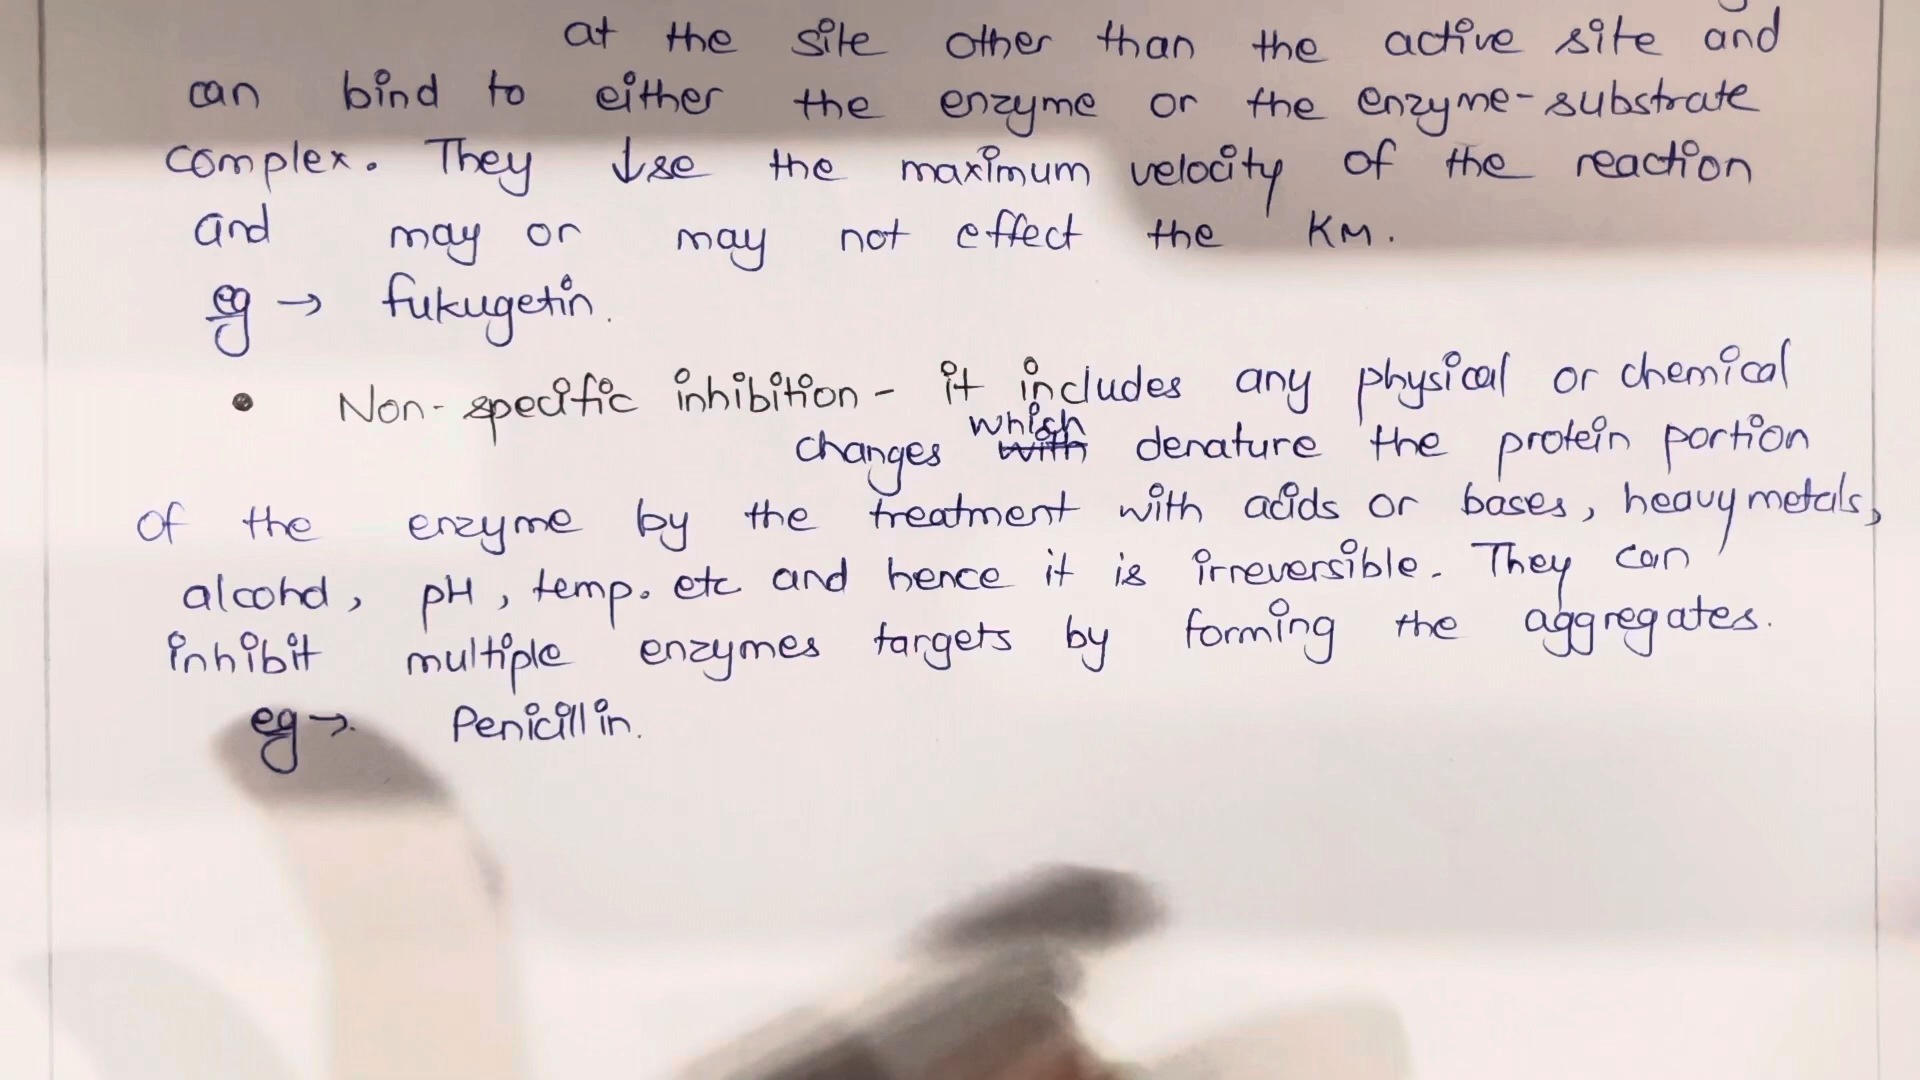 at the site other than the active site and
can bind to either the enzyme or the enzyme-substrate
complex. They ↓se the maximum velocity of the reaction
and may or may not effect the KM.
eg → fukugetin.
• Non-specific inhibition - it includes any physical or chemical
changes with which denature the protein portion
of the enzyme by the treatment with acids or bases, heavy metals,
alcohol, pH, temp. etc and hence it is irreversible. They can
inhibit multiple enzymes targets by forming the aggregates.
eg → Penicillin.